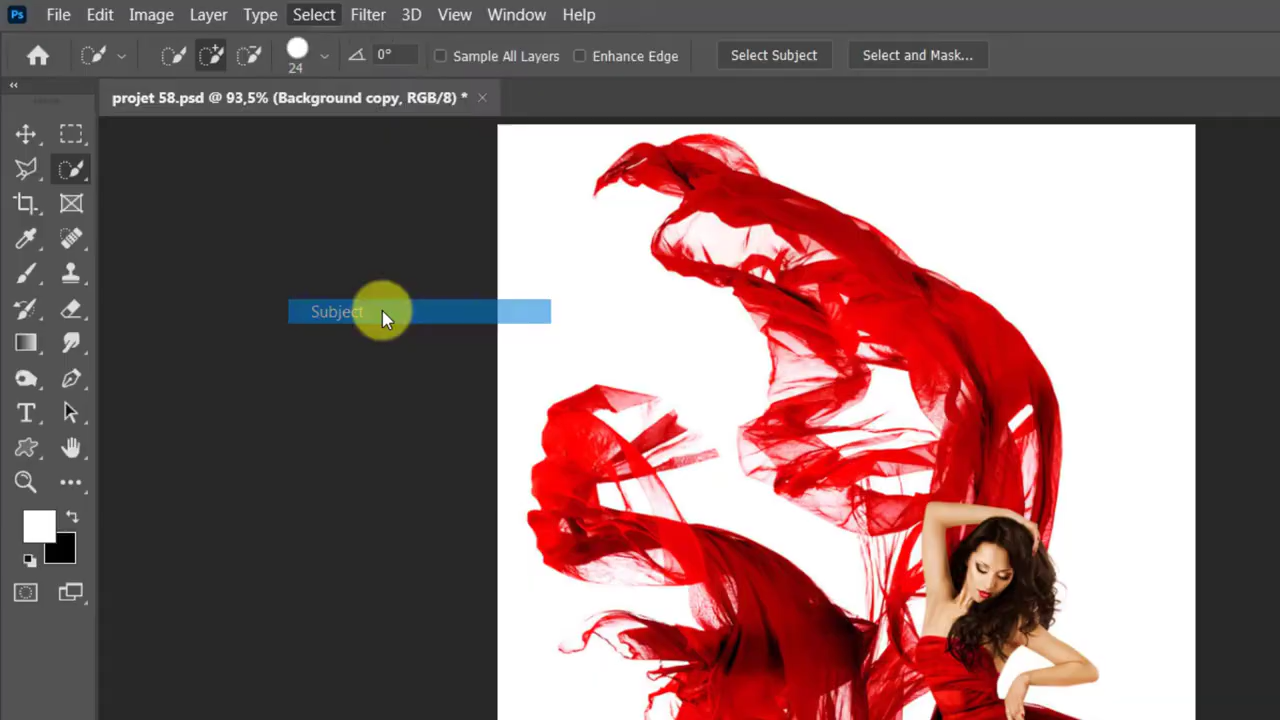 Ps File Edit Image Layer Type Select Filter 3D View Window Help
24 0° Sample All Layers Enhance Edge Select Subject Select and Mask...
projet 58.psd @ 93,5% (Background copy, RGB/8) * ×
Subject
T